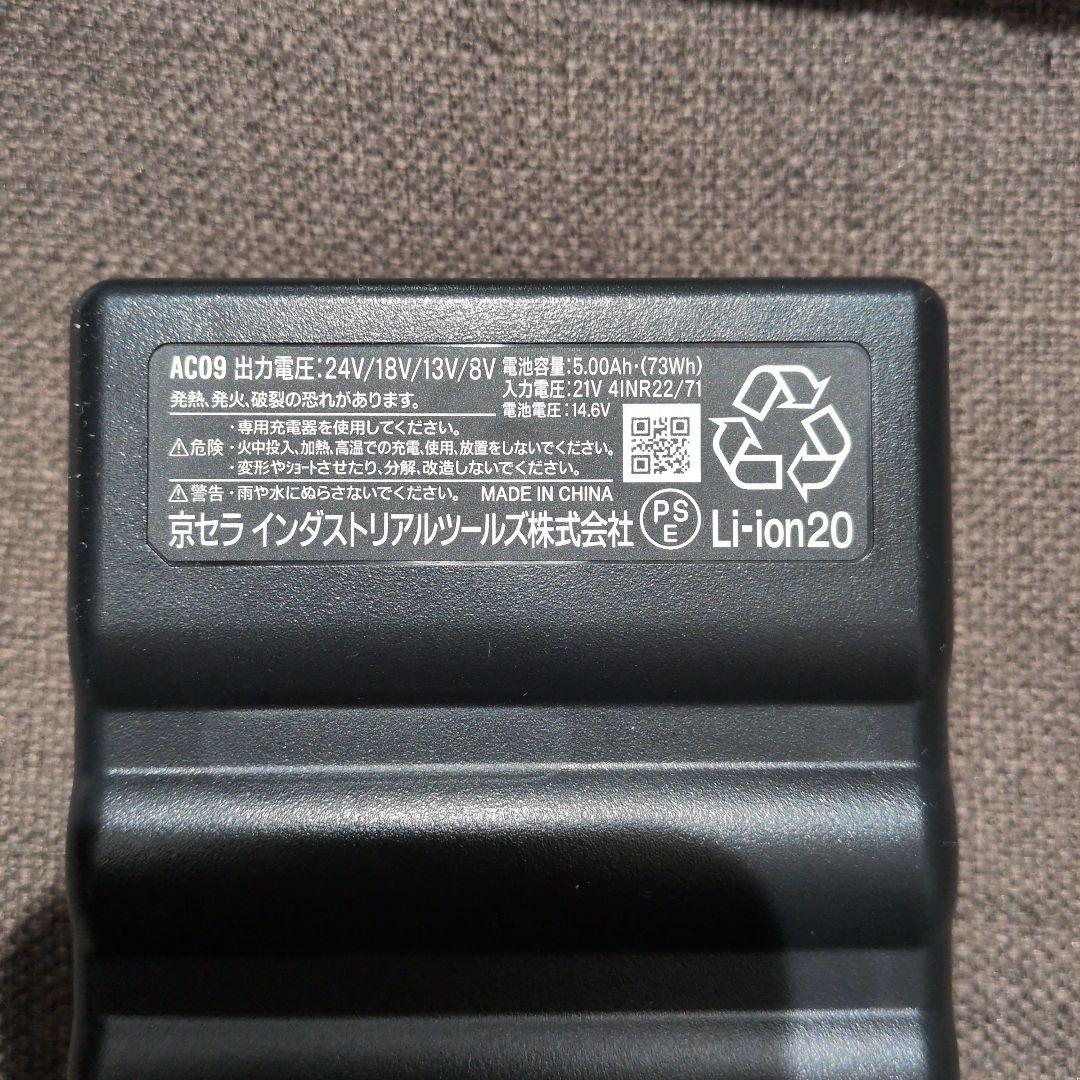 AC09 出力電圧:24V/18V/13V/8V 電池容量:5.00Ah・(73Wh)
発熱、発火、破裂の恐れがあります。 入力電圧:21V 4INR22/71
電池電圧:14.6V
・専用充電器を使用してください。
⚠危険・火中投入、加熱、高温での充電、使用、放置をしないでください。
・変形やショートさせたり、分解、改造しないでください。
⚠警告・雨や水にぬらさないでください。 MADE IN CHINA
京セラ インダストリアルツールズ株式会社 PSE Li-ion20